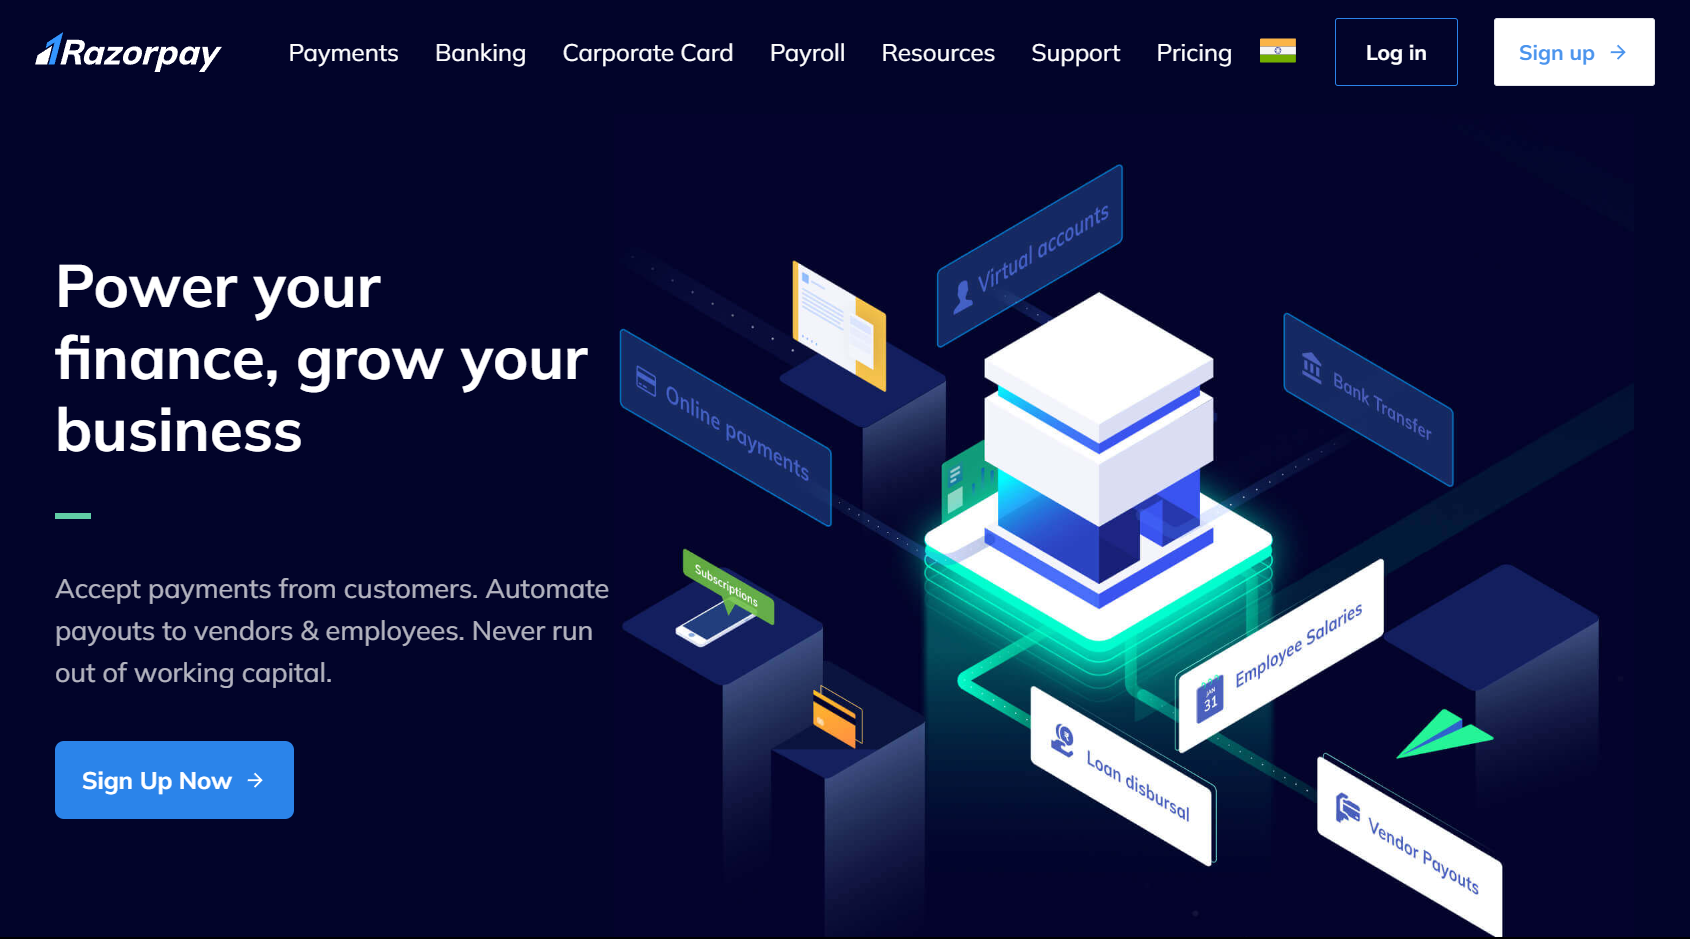 Razorpay
Payments
Banking
Corporate Card
Payroll
Resources
Support
Pricing
Log in
Sign up
Power your
finance, grow your
business
Accept payments from customers. Automate
payouts to vendors & employees. Never run
out of working capital.
Sign Up Now
Virtual accounts
Online payments
Bank Transfer
Subscriptions
Employee Salaries
JAN
31
Loan disbursal
Vendor Payouts